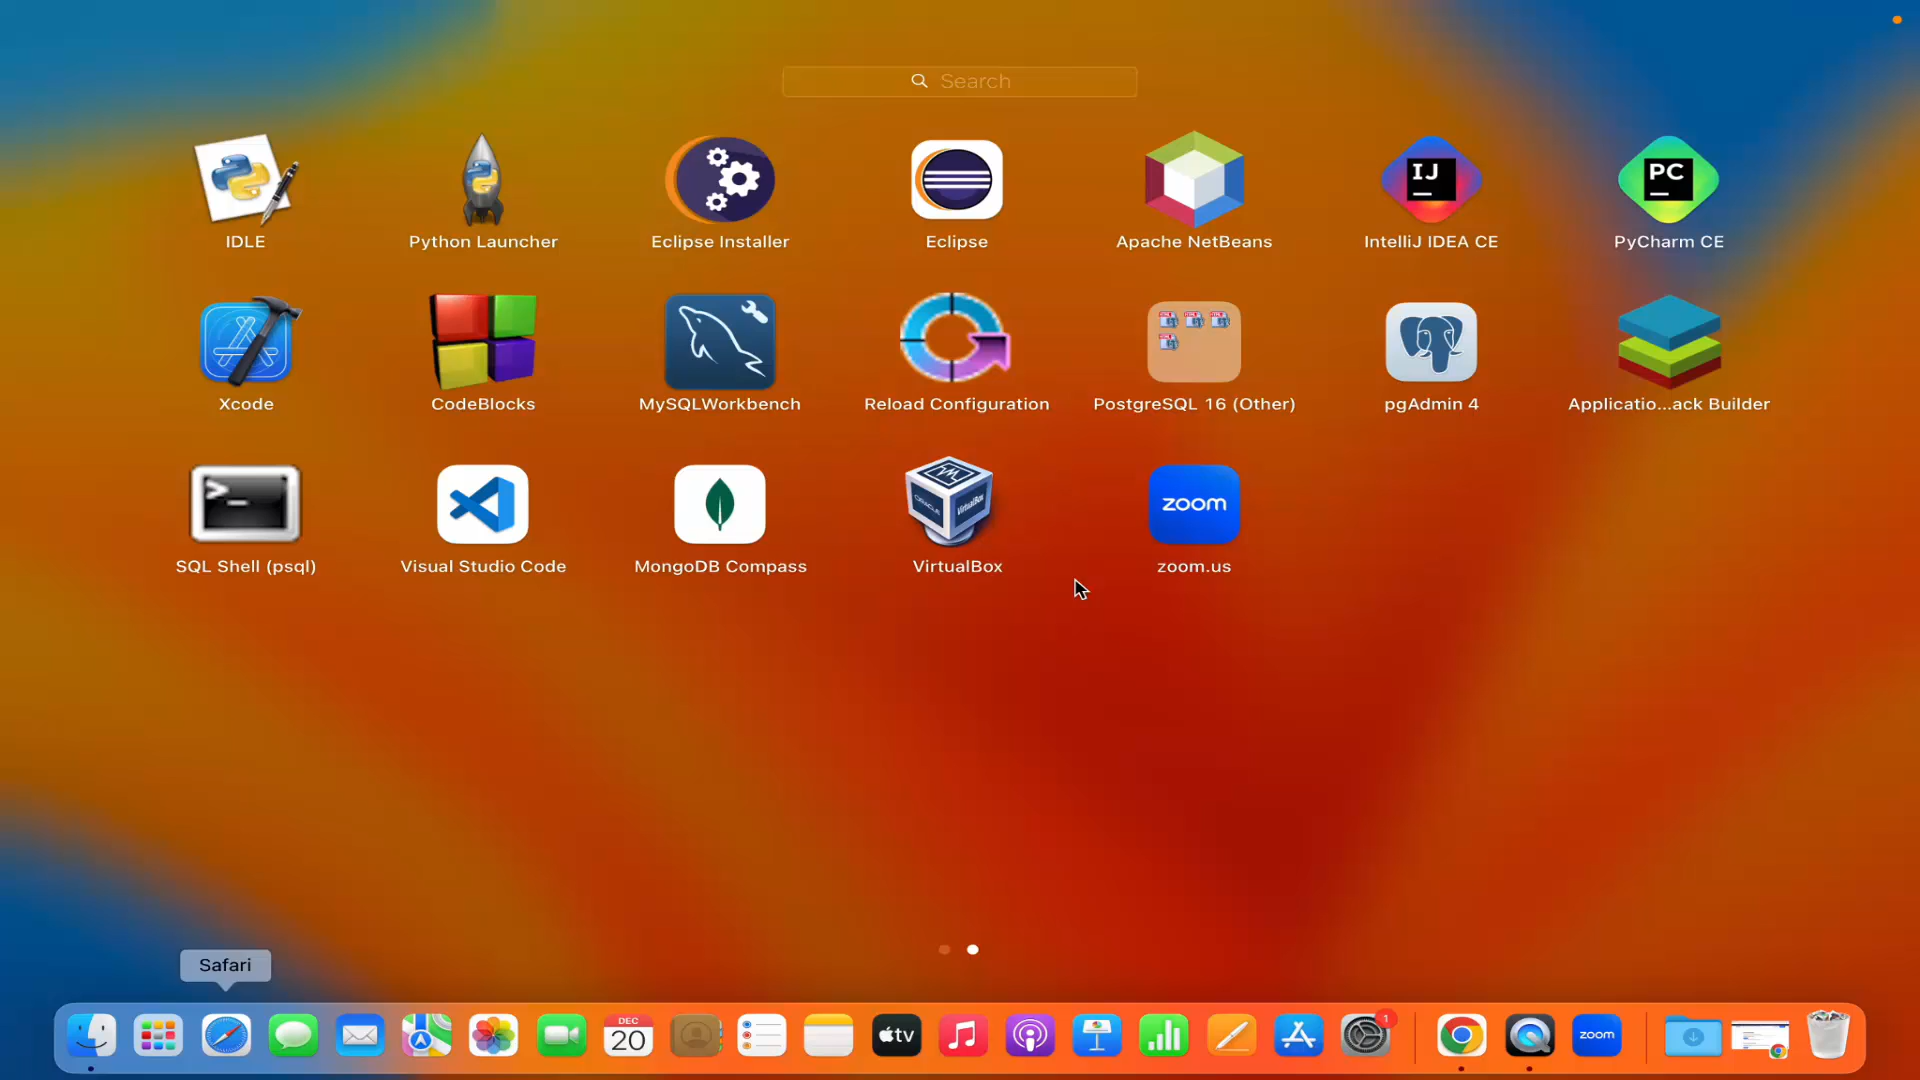 Search
IDLE
Python Launcher
Eclipse Installer
Eclipse
Apache NetBeans
IJ
IntelliJ IDEA CE
PC
PyCharm CE
Xcode
CodeBlocks
MySQLWorkbench
Reload Configuration
PostgreSQL 16 (Other)
pgAdmin 4
Applicatio...ack Builder
>_
SQL Shell (psql)
Visual Studio Code
MongoDB Compass
VirtualBox
zoom
zoom.us
Safari
DEC
20
tv
1
zoom